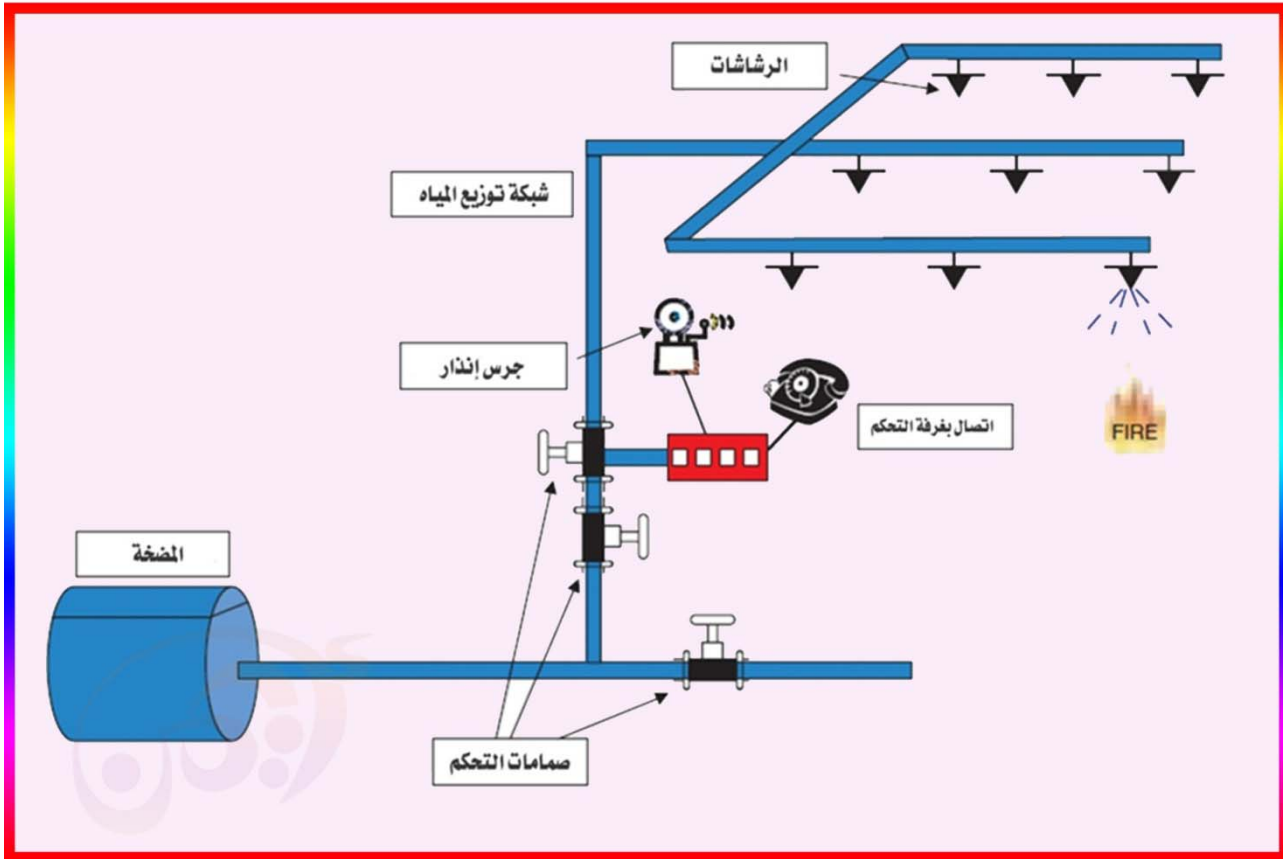 الرشاشات
شبكة توزيع المياه
جرس إنذار
اتصال بغرفة التحكم
FIRE
المضخة
صمامات التحكم